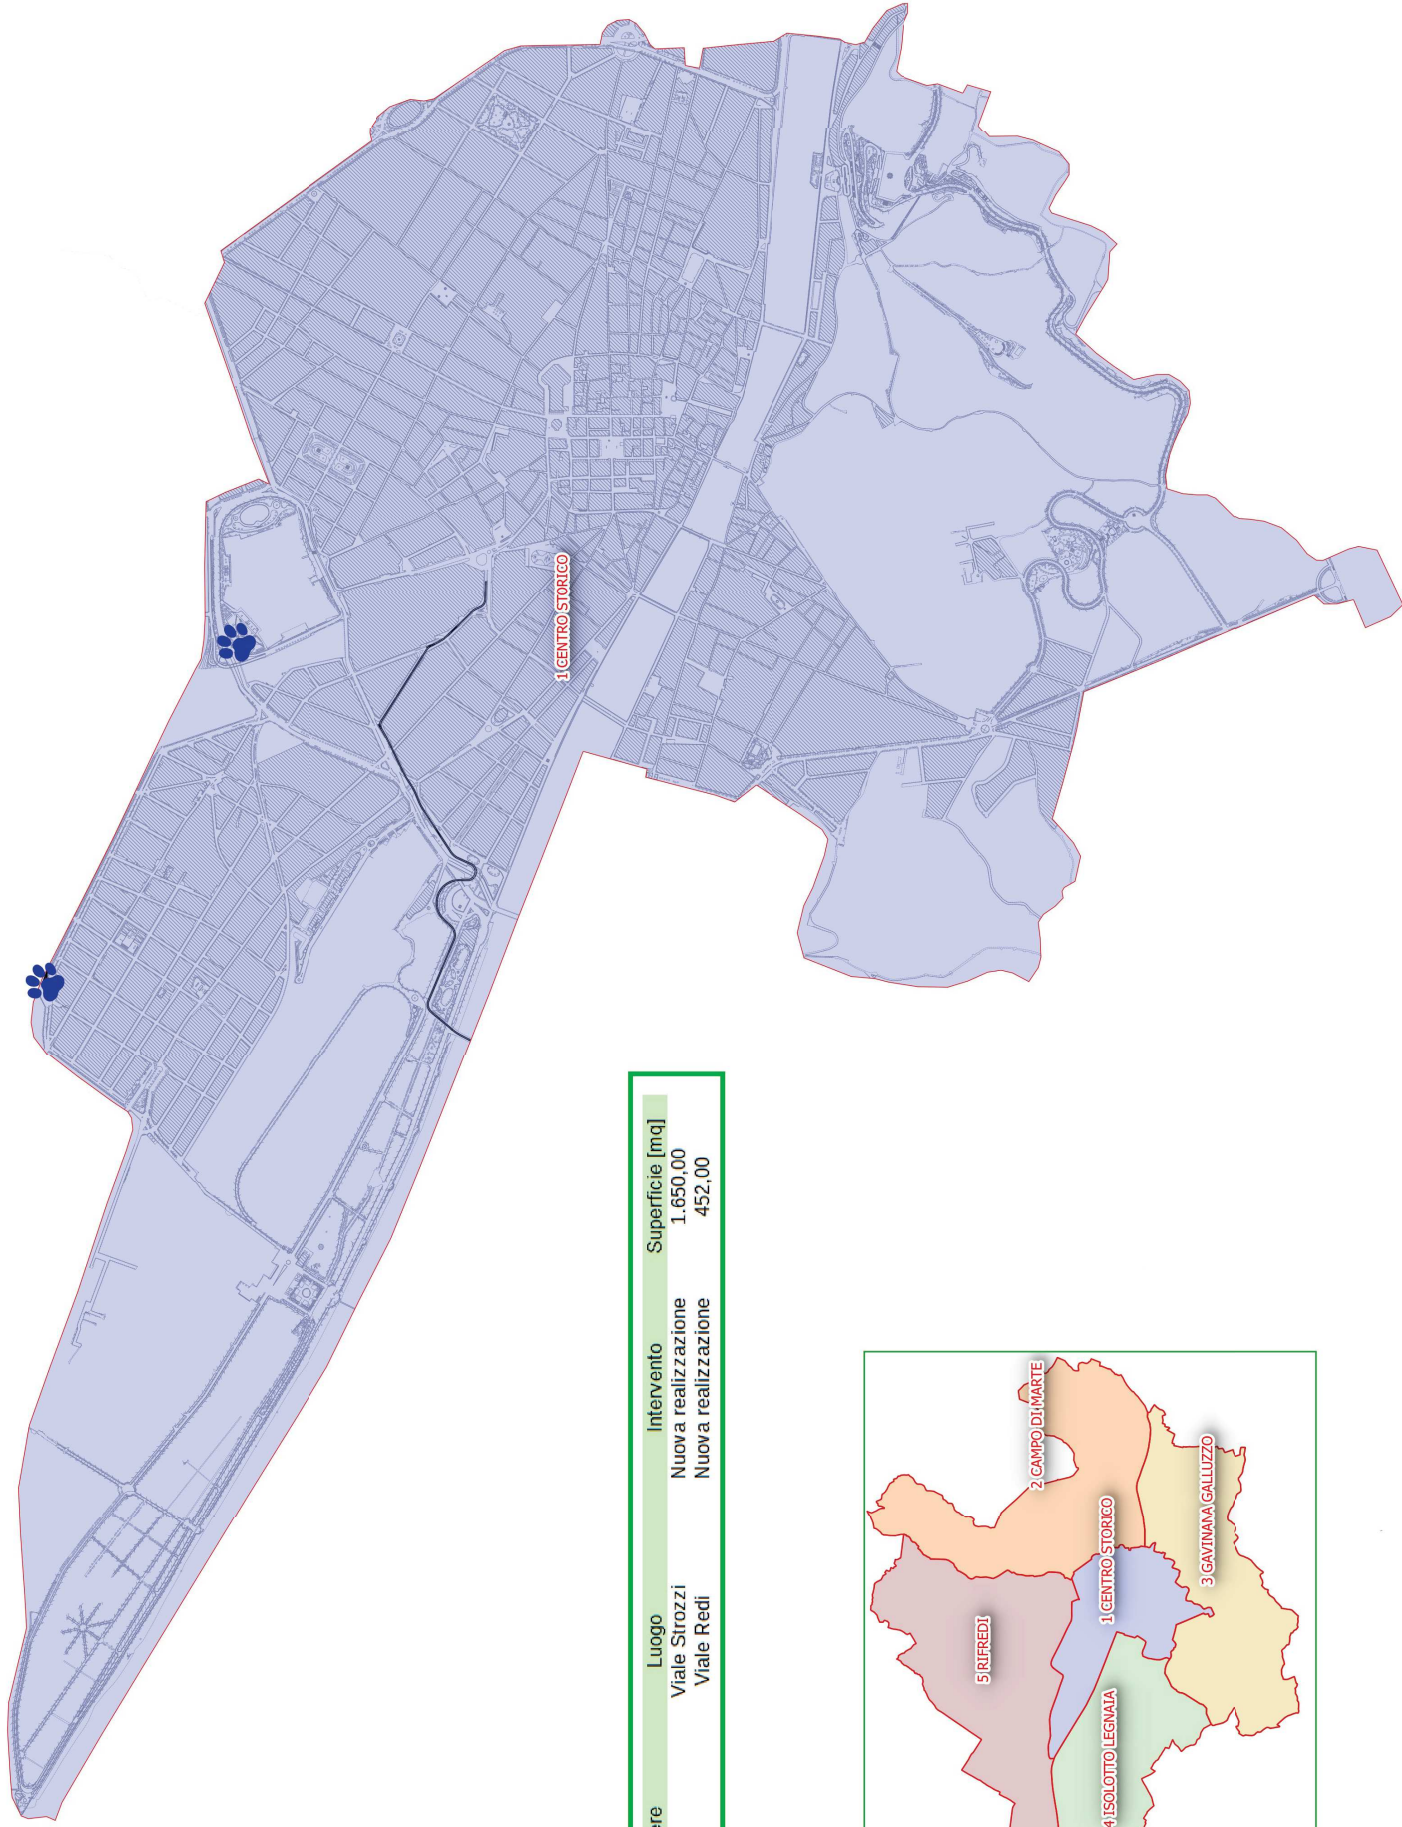 1 CENTRO STORICO
Luogo Intervento Superficie [mq]
Viale Strozzi Nuova realizzazione 1.650,00
Viale Redi Nuova realizzazione 452,00
2 CAMPO DI MARTE
5 RIFREDI
1 CENTRO STORICO
3 GAVINANA GALLUZZO
4 ISOLOTTO LEGNAIA